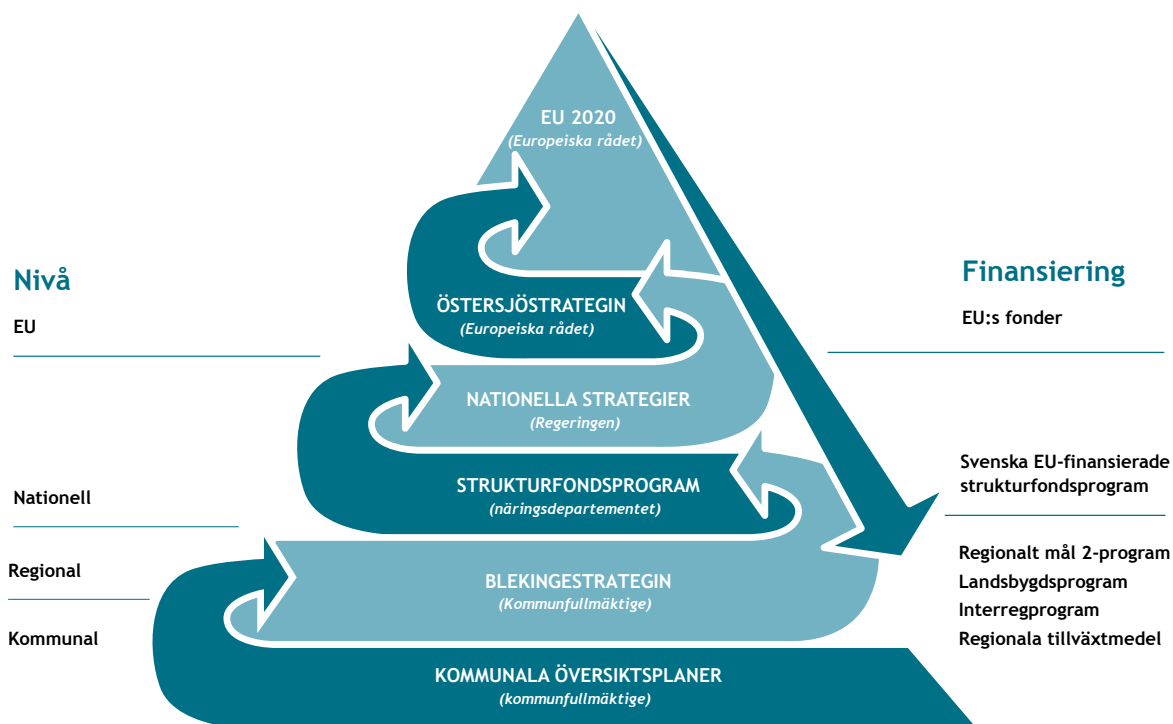 EU 2020
(Europeiska rådet)
Nivå
EU
ÖSTERSJÖSTRATEGIN
(Europeiska rådet)
Finansiering
EU:s fonder
NATIONELLA STRATEGIER
(Regeringen)
Nationell
STRUKTURFONDSPROGRAM
(näringsdepartementet)
Svenska EU-finansierade
strukturfondsprogram
Regional
BLEKINGESTRATEGIN
(Kommunfullmäktige)
Regionalt mål 2-program
Landsbygdsprogram
Interregprogram
Regionala tillväxtmedel
Kommunal
KOMMUNALA ÖVERSIKTSPLANER
(kommunfullmäktige)